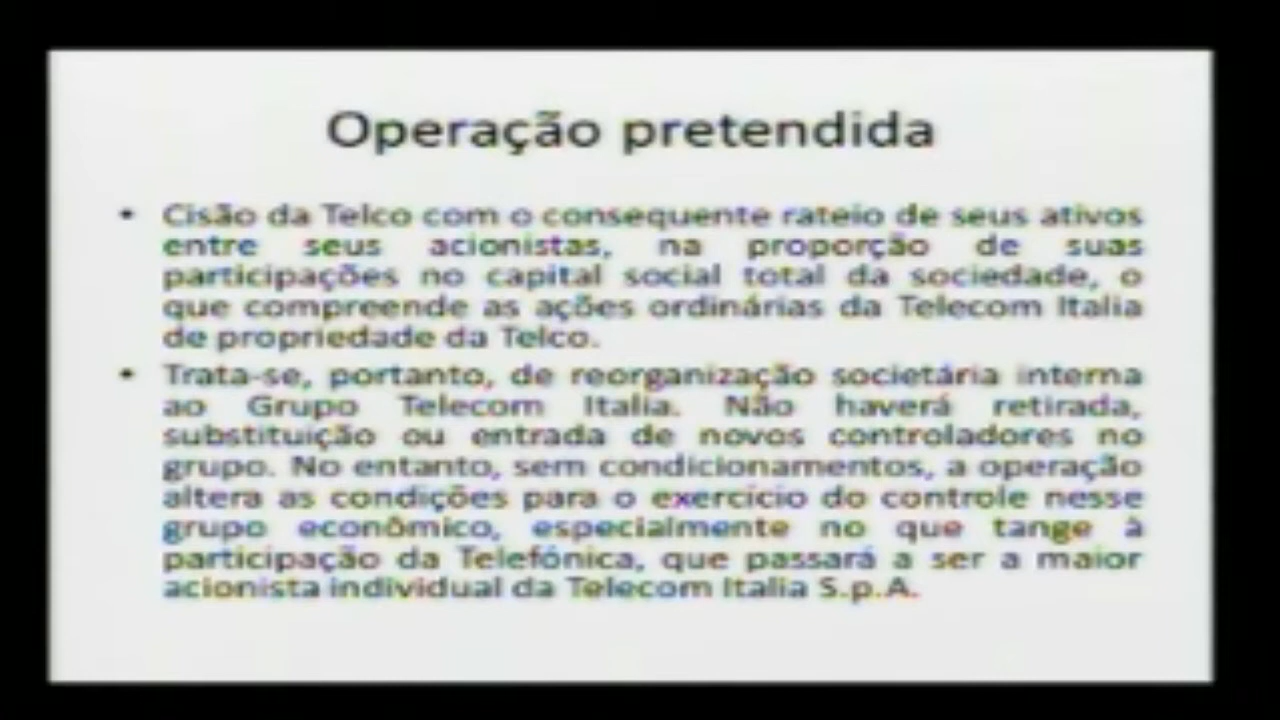 Operação pretendida
• Cisão da Telco com o consequente rateio de seus ativos
entre seus acionistas, na proporção de suas
participações no capital social total da sociedade, o
que compreende as ações ordinárias da Telecom Italia
de propriedade da Telco.
• Trata-se, portanto, de reorganização societária interna
ao Grupo Telecom Italia. Não haverá retirada,
substituição ou entrada de novos controladores no
grupo. No entanto, sem condicionamentos, a operação
altera as condições para o exercício do controle nesse
grupo econômico, especialmente no que tange à
participação da Telefónica, que passará a ser a maior
acionista individual da Telecom Italia S.p.A.